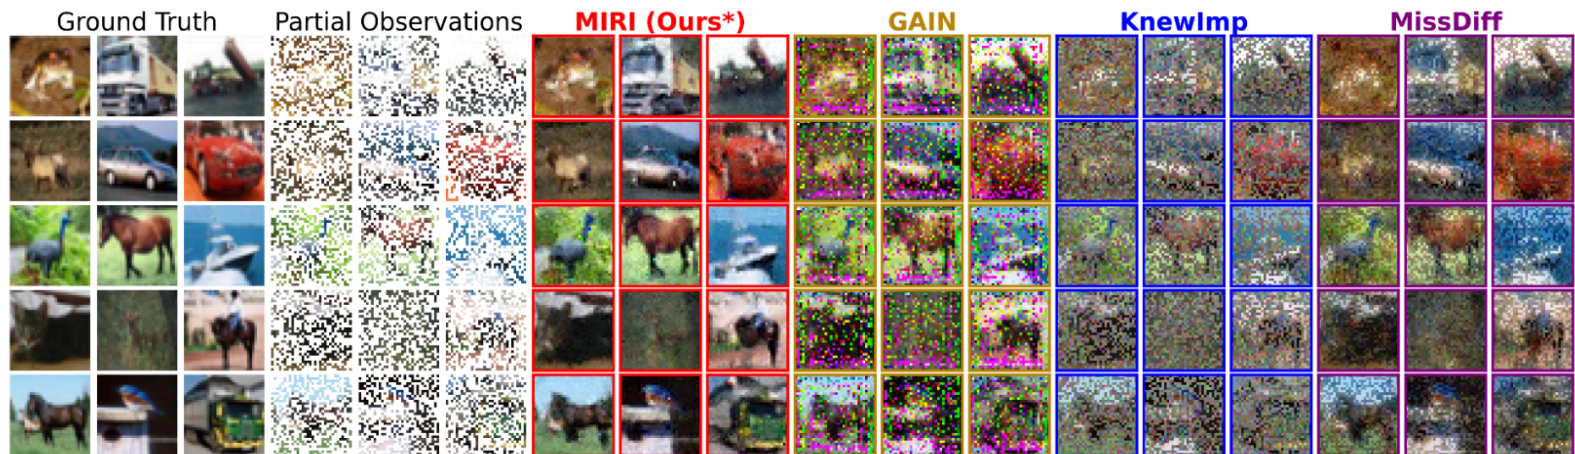 Ground Truth Partial Observations MIRI (Ours*) GAIN KnewImp MissDiff